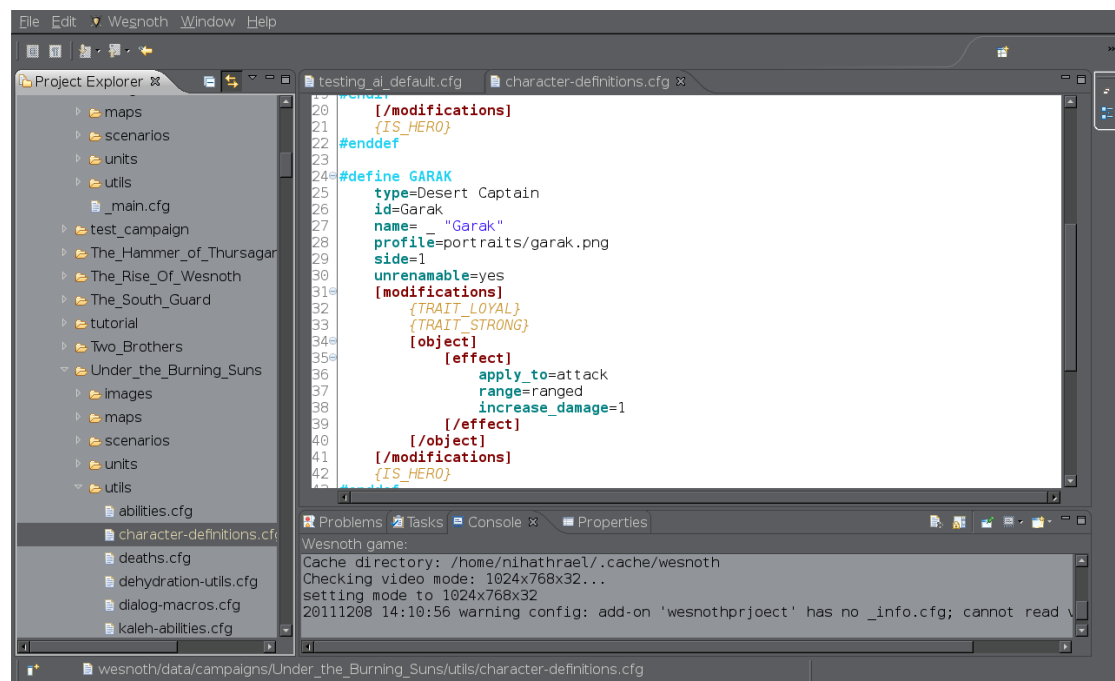 File Edit Wesnoth Window Help
Project Explorer
maps
scenarios
units
utils
_main.cfg
test_campaign
The_Hammer_of_Thursagar
The_Rise_Of_Wesnoth
The_South_Guard
tutorial
Two_Brothers
Under_the_Burning_Suns
images
maps
scenarios
units
utils
abilities.cfg
character-definitions.cf
deaths.cfg
dehydration-utils.cfg
dialog-macros.cfg
kaleh-abilities.cfg
testing_ai_default.cfg character-definitions.cfg
19 #endif
20 [/modifications]
21 {IS_HERO}
22 #enddef
23
24 #define GARAK
25 type=Desert Captain
26 id=Garak
27 name= _ "Garak"
28 profile=portraits/garak.png
29 side=1
30 unrenamable=yes
31 [modifications]
32 {TRAIT_LOYAL}
33 {TRAIT_STRONG}
34 [object]
35 [effect]
36 apply_to=attack
37 range=ranged
38 increase_damage=1
39 [/effect]
40 [/object]
41 [/modifications]
42 {IS_HERO}
43 #enddef
Problems Tasks Console Properties
Wesnoth game:
Cache directory: /home/nihathrael/.cache/wesnoth
Checking video mode: 1024x768x32...
setting mode to 1024x768x32
20111208 14:10:56 warning config: add-on 'wesnothprjoect' has no _info.cfg; cannot read v
wesnoth/data/campaigns/Under_the_Burning_Suns/utils/character-definitions.cfg